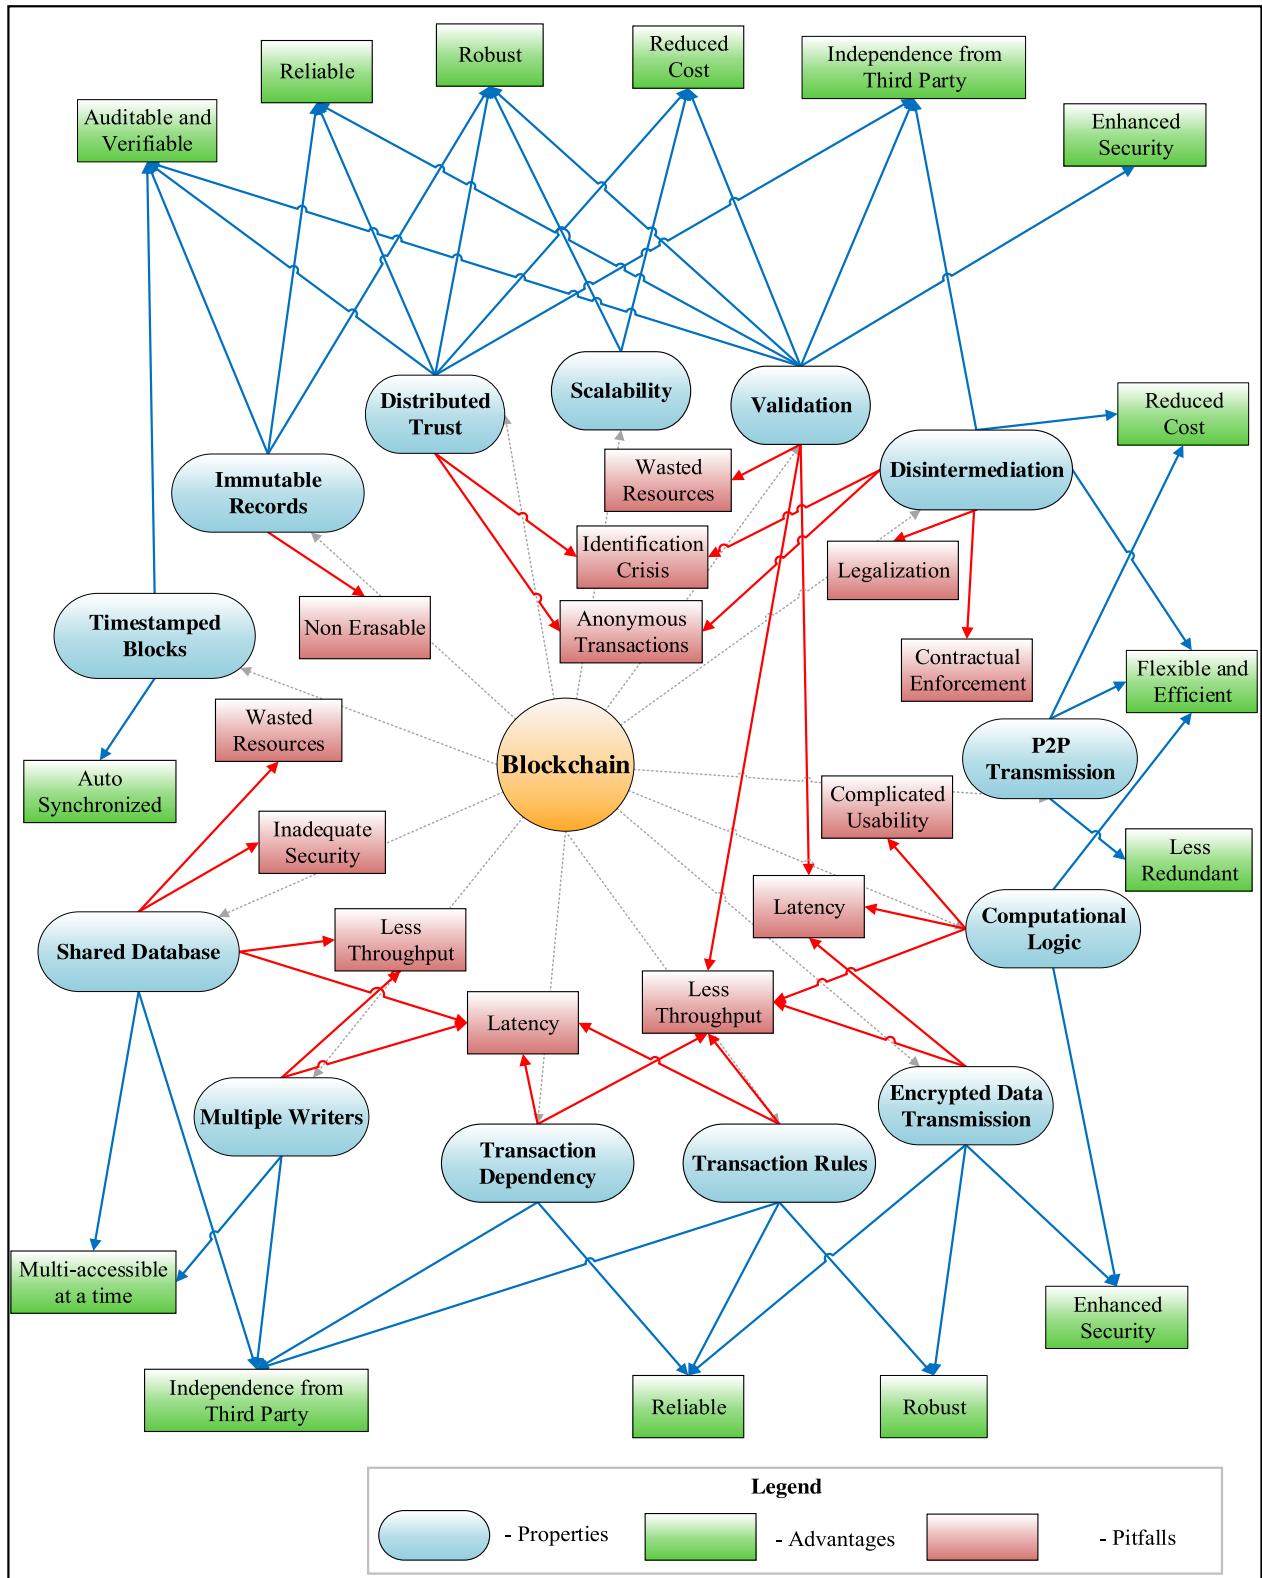 Robust
Reduced
Cost
Independence from
Third Party
Reliable
Auditable and
Verifiable
Enhanced
Security
Distributed
Trust
Scalability
Validation
Reduced
Cost
Immutable
Records
Wasted
Resources
Disintermediation
Identification
Crisis
Legalization
Timestamped
Blocks
Non Erasable
Anonymous
Transactions
Contractual
Enforcement
Flexible and
Efficient
Wasted
Resources
Blockchain
P2P
Transmission
Auto
Synchronized
Inadequate
Security
Complicated
Usability
Less
Redundant
Shared Database
Less
Throughput
Latency
Computational
Logic
Latency
Less
Throughput
Multiple Writers
Encrypted Data
Transmission
Transaction
Dependency
Transaction Rules
Multi-accessible
at a time
Enhanced
Security
Independence from
Third Party
Reliable
Robust
Legend
- Properties
- Advantages
- Pitfalls